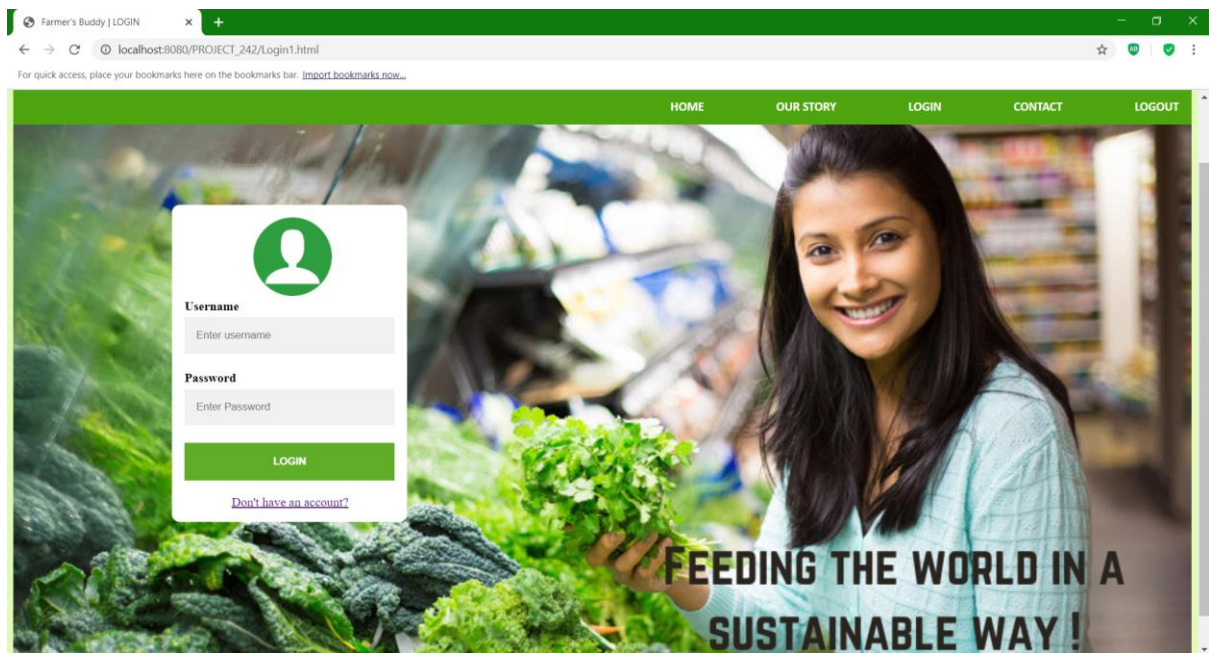 Farmer's Buddy | LOGIN
localhost:8080/PROJECT_242/Login1.html
For quick access, place your bookmarks here on the bookmarks bar. Import bookmarks now...
HOME OUR STORY LOGIN CONTACT LOGOUT
Username
Enter username
Password
Enter Password
LOGIN
Don't have an account?
FEEDING THE WORLD IN A
SUSTAINABLE WAY !